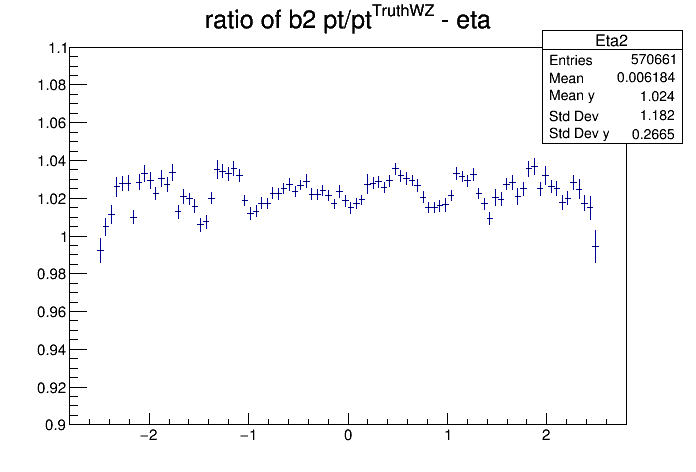 ratio of b2 pt/pt^TruthWZ - eta
Eta2
Entries 570661
Mean 0.006184
Mean y 1.024
Std Dev 1.182
Std Dev y 0.2665
1.1
1.08
1.06
1.04
1.02
1
0.98
0.96
0.94
0.92
0.9
−2 −1 0 1 2